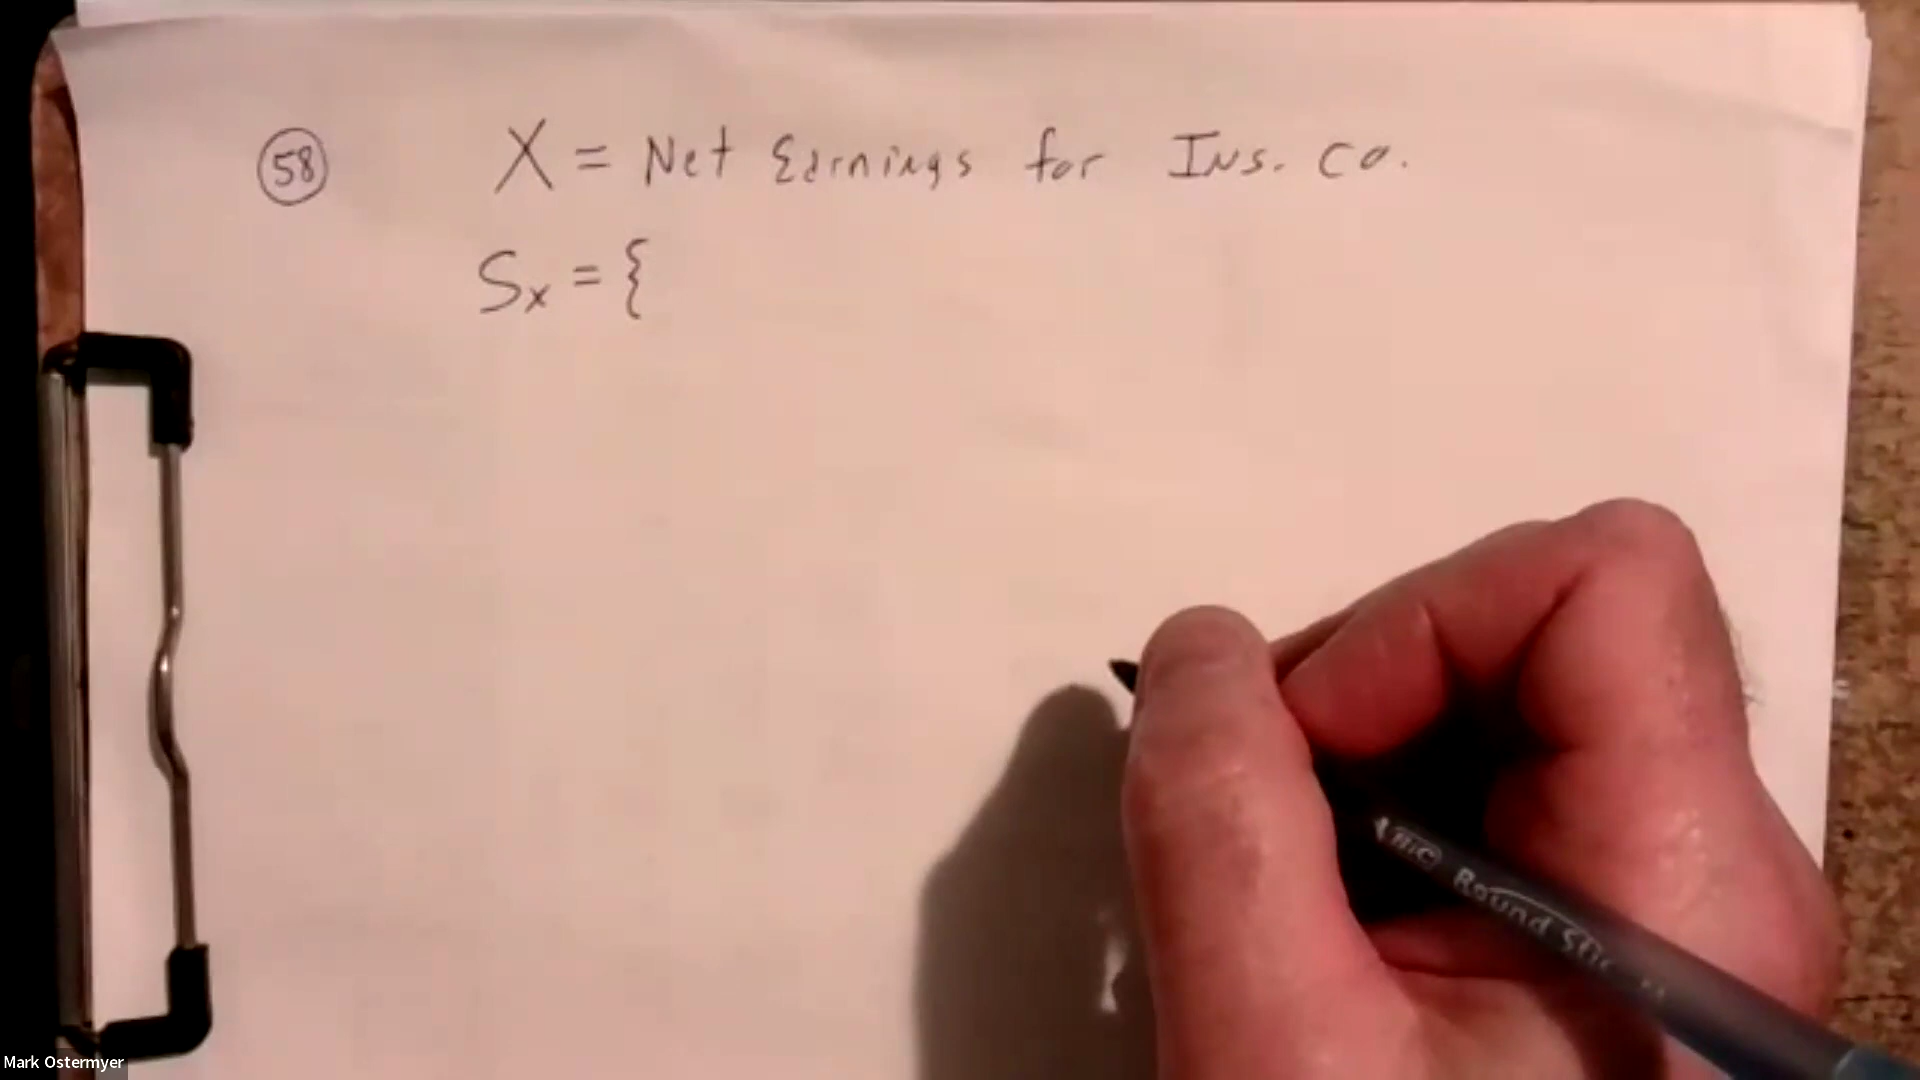 58 X = Net Earnings for Ins. Co.
Sx = {
BIC Round Stic
Mark Ostermyer